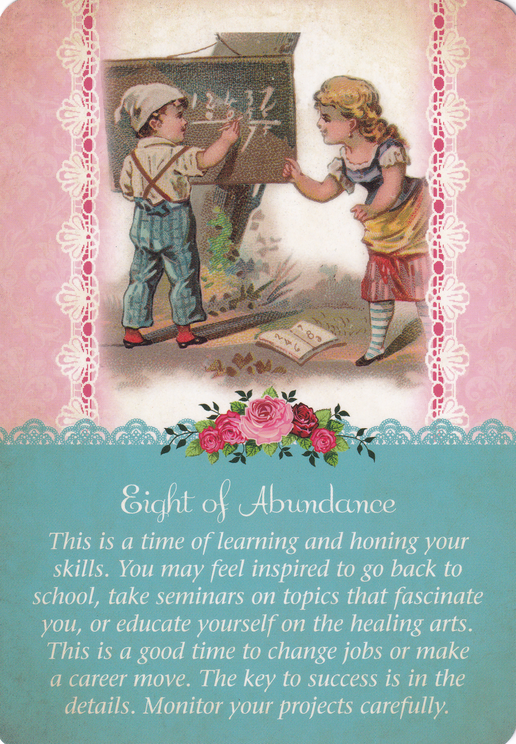 Eight of Abundance
This is a time of learning and honing your
skills. You may feel inspired to go back to
school, take seminars on topics that fascinate
you, or educate yourself on the healing arts.
This is a good time to change jobs or make
a career move. The key to success is in the
details. Monitor your projects carefully.